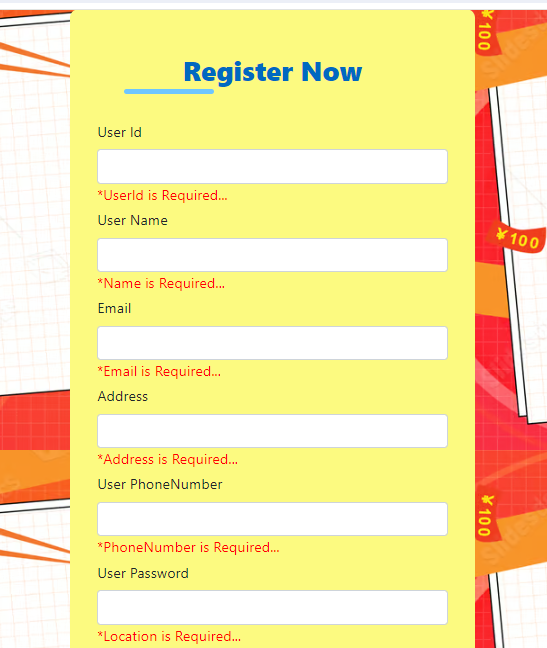 Register Now
User Id
*UserId is Required...
User Name
*Name is Required...
Email
*Email is Required...
Address
*Address is Required...
User PhoneNumber
*PhoneNumber is Required...
User Password
*Location is Required...
¥100
¥100
¥100